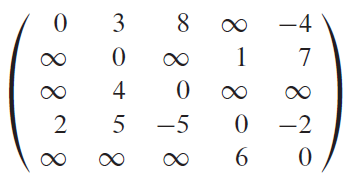 0 3 8 ∞ −4
∞ 0 ∞ 1 7
∞ 4 0 ∞ ∞
2 5 −5 0 −2
∞ ∞ ∞ 6 0